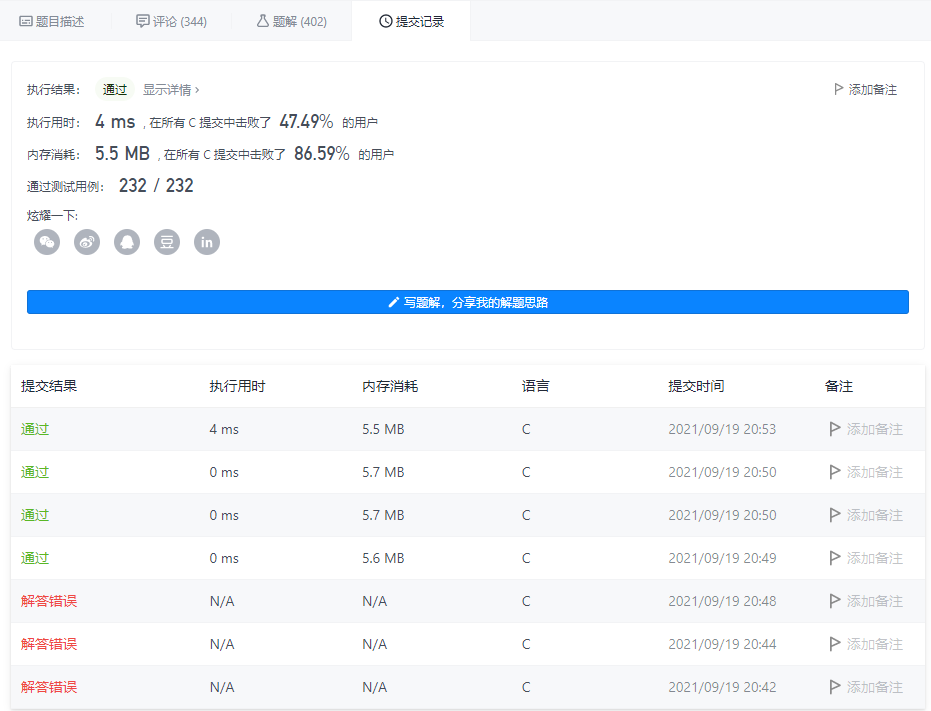 题目描述 评论 (344) 题解 (402) 提交记录
执行结果： 通过 显示详情 > 添加备注
执行用时： 4 ms , 在所有 C 提交中击败了 47.49% 的用户
内存消耗： 5.5 MB , 在所有 C 提交中击败了 86.59% 的用户
通过测试用例： 232 / 232
炫耀一下:
豆 in
写题解，分享我的解题思路
提交结果 执行用时 内存消耗 语言 提交时间 备注
通过 4 ms 5.5 MB C 2021/09/19 20:53 添加备注
通过 0 ms 5.7 MB C 2021/09/19 20:50 添加备注
通过 0 ms 5.7 MB C 2021/09/19 20:50 添加备注
通过 0 ms 5.6 MB C 2021/09/19 20:49 添加备注
解答错误 N/A N/A C 2021/09/19 20:48 添加备注
解答错误 N/A N/A C 2021/09/19 20:44 添加备注
解答错误 N/A N/A C 2021/09/19 20:42 添加备注